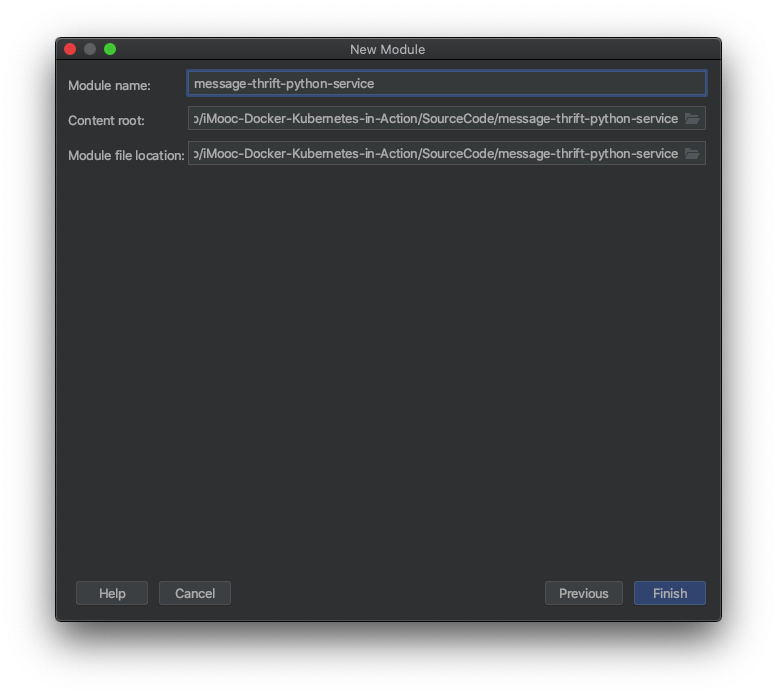 New Module
Module name: message-thrift-python-service
Content root: /iMooc-Docker-Kubernetes-in-Action/SourceCode/message-thrift-python-service
Module file location: /iMooc-Docker-Kubernetes-in-Action/SourceCode/message-thrift-python-service
Help Cancel Previous Finish